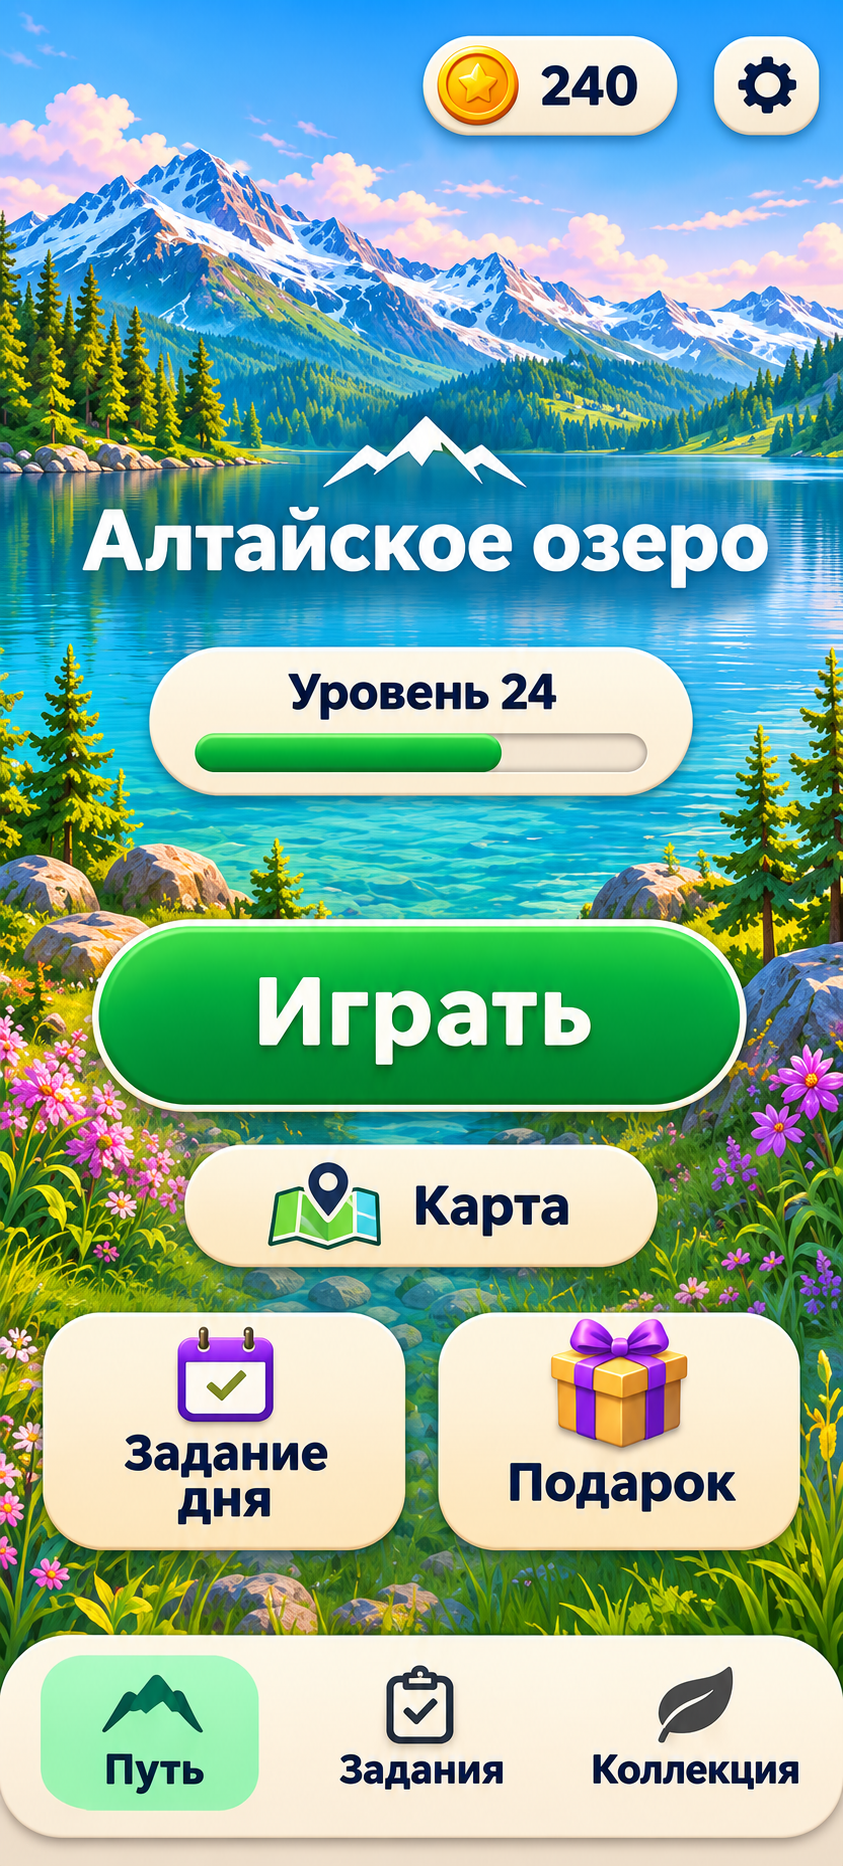 240
Алтайское озеро
Уровень 24
Играть
Карта
Задание
дня
Подарок
Путь
Задания
Коллекция